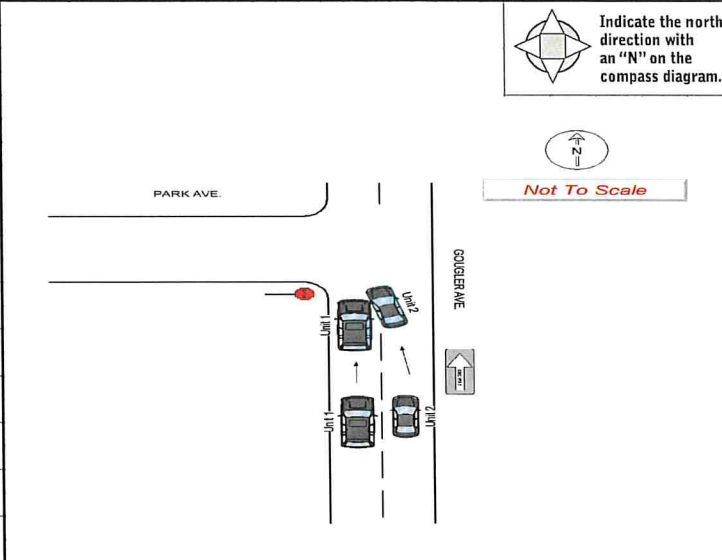 Indicate the north
direction with
an “N” on the
compass diagram.
N
Not To Scale
PARK AVE.
GOUGLER AVE
Unit 1
Unit 2
Unit 1
Unit 2